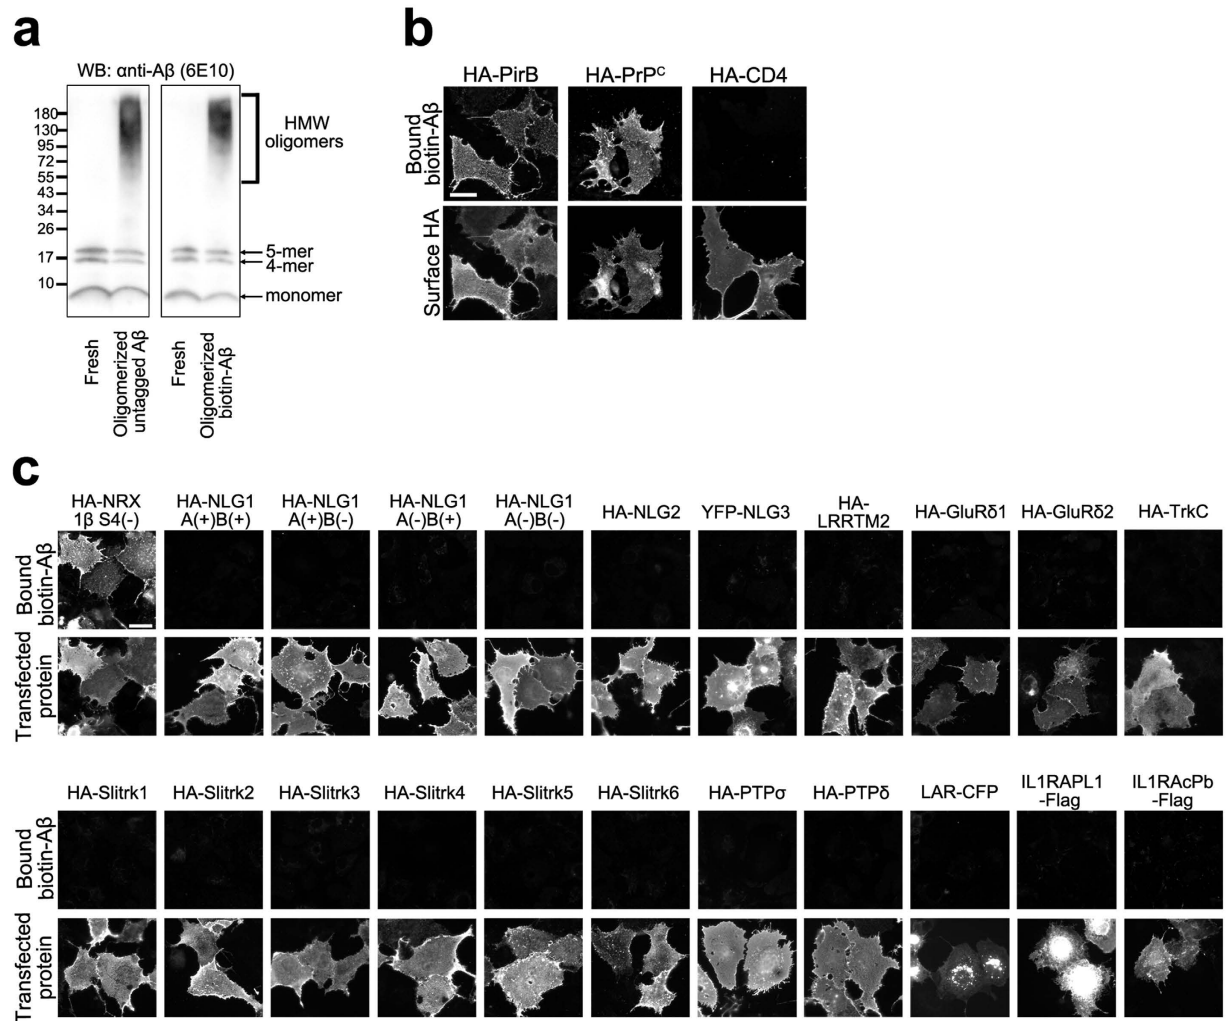 a
WB: αnti-Aβ (6E10)
180
130
95
72
55
43
34
26
17
10
HMW
oligomers
5-mer
4-mer
monomer
Fresh
Oligomerized
untagged Aβ
Fresh
Oligomerized
biotin-Aβ
b
HA-PirB
HA-PrPᶜ
HA-CD4
Bound
biotin-Aβ
Surface HA
c
HA-NRX
1β S4(-)
HA-NLG1
A(+)B(+)
HA-NLG1
A(+)B(-)
HA-NLG1
A(-)B(+)
HA-NLG1
A(-)B(-)
HA-NLG2
YFP-NLG3
HA-
LRRTM2
HA-GluRδ1
HA-GluRδ2
HA-TrkC
Bound
biotin-Aβ
Transfected
protein
HA-Slitrk1
HA-Slitrk2
HA-Slitrk3
HA-Slitrk4
HA-Slitrk5
HA-Slitrk6
HA-PTPσ
HA-PTPδ
LAR-CFP
IL1RAPL1
-Flag
IL1RAcPb
-Flag
Bound
biotin-Aβ
Transfected
protein